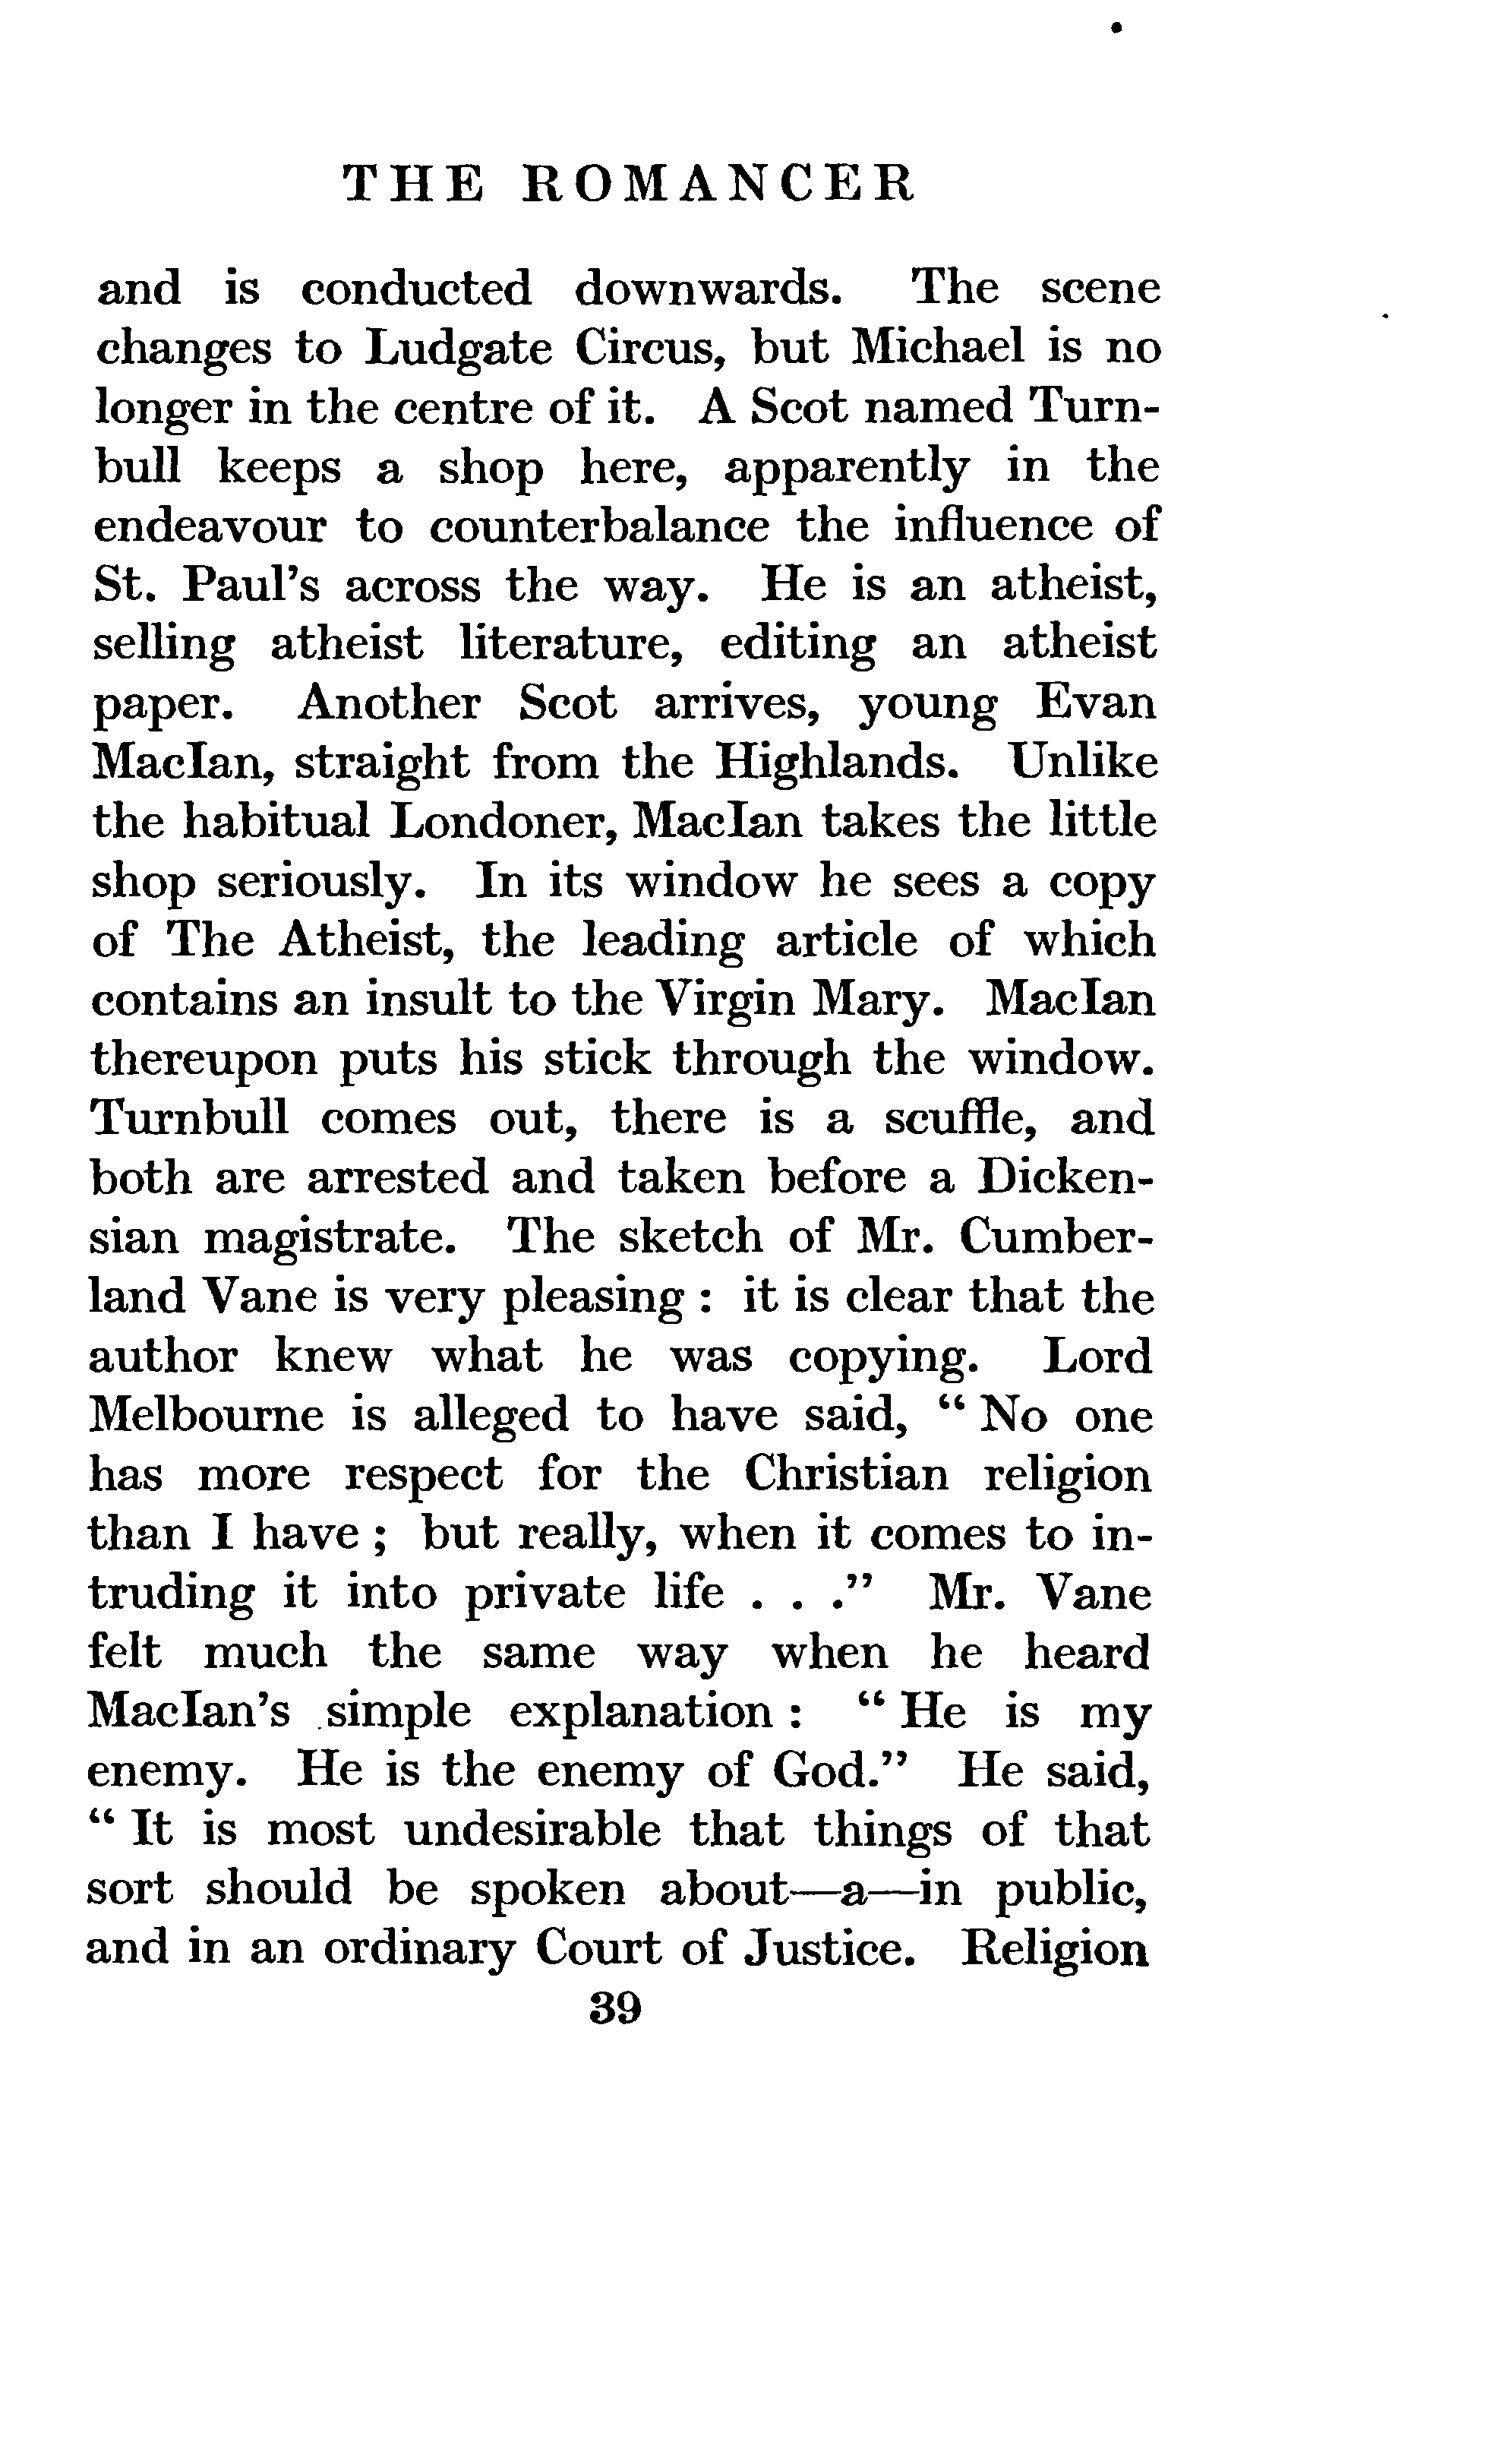 THE ROMANCER
and is conducted downwards. The scene
changes to Ludgate Circus, but Michael is no
longer in the centre of it. A Scot named Turn-
bull keeps a shop here, apparently in the
endeavour to counterbalance the influence of
St. Paul's across the way. He is an atheist,
selling atheist literature, editing an atheist
paper. Another Scot arrives, young Evan
MacIan, straight from the Highlands. Unlike
the habitual Londoner, MacIan takes the little
shop seriously. In its window he sees a copy
of The Atheist, the leading article of which
contains an insult to the Virgin Mary. MacIan
thereupon puts his stick through the window.
Turnbull comes out, there is a scuffle, and
both are arrested and taken before a Dicken-
sian magistrate. The sketch of Mr. Cumber-
land Vane is very pleasing : it is clear that the
author knew what he was copying. Lord
Melbourne is alleged to have said, “ No one
has more respect for the Christian religion
than I have ; but really, when it comes to in-
truding it into private life . . .” Mr. Vane
felt much the same way when he heard
MacIan's simple explanation : “ He is my
enemy. He is the enemy of God.” He said,
“ It is most undesirable that things of that
sort should be spoken about—a—in public,
and in an ordinary Court of Justice. Religion
39